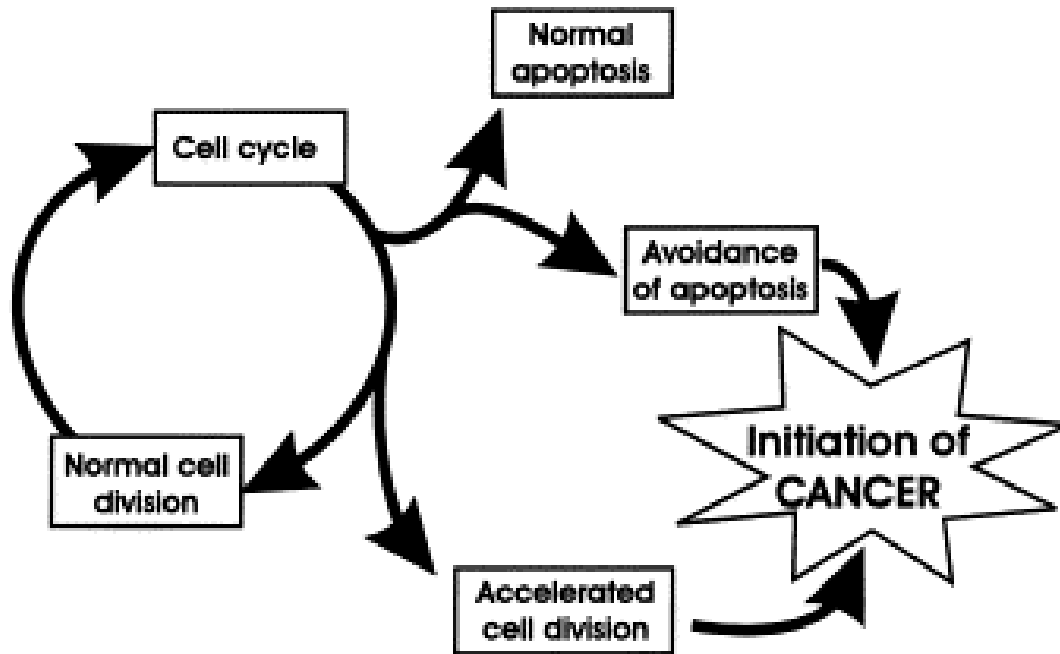 Normal
apoptosis
Cell cycle
Avoidance
of apoptosis
Initiation of
CANCER
Normal cell
division
Accelerated
cell division